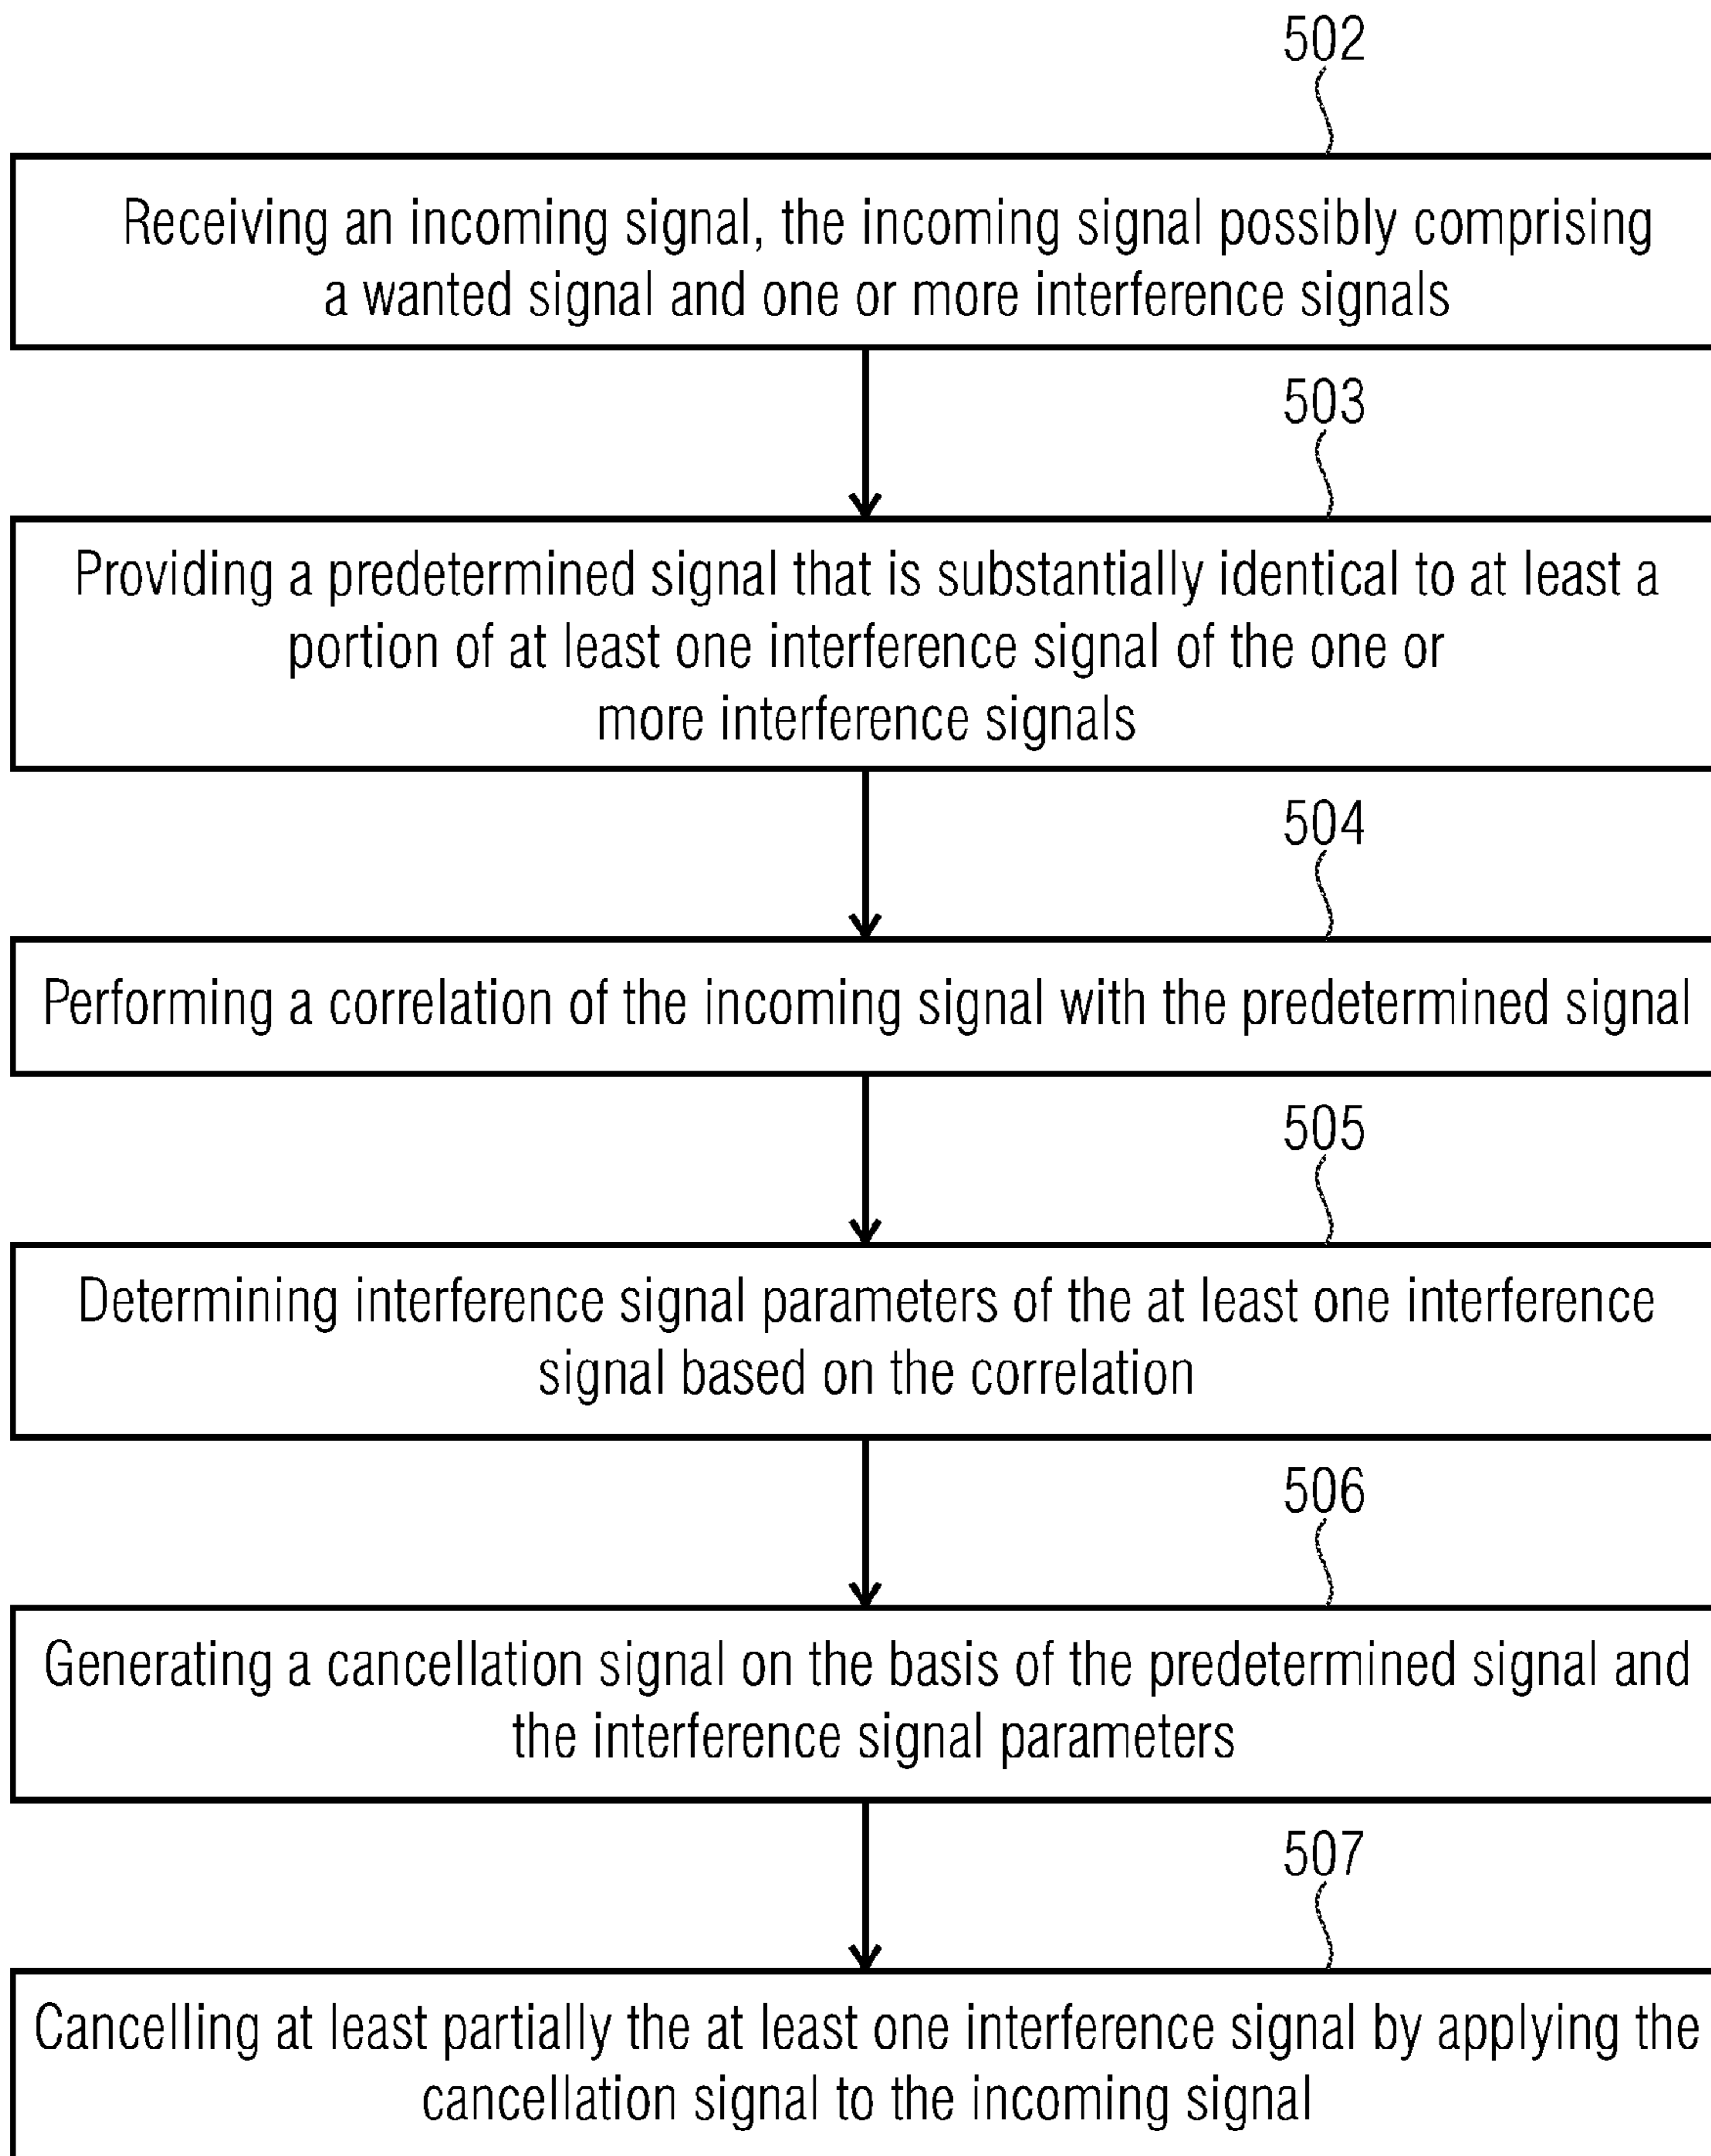 502
Receiving an incoming signal, the incoming signal possibly comprising
a wanted signal and one or more interference signals
503
Providing a predetermined signal that is substantially identical to at least a
portion of at least one interference signal of the one or
more interference signals
504
Performing a correlation of the incoming signal with the predetermined signal
505
Determining interference signal parameters of the at least one interference
signal based on the correlation
506
Generating a cancellation signal on the basis of the predetermined signal and
the interference signal parameters
507
Cancelling at least partially the at least one interference signal by applying the
cancellation signal to the incoming signal